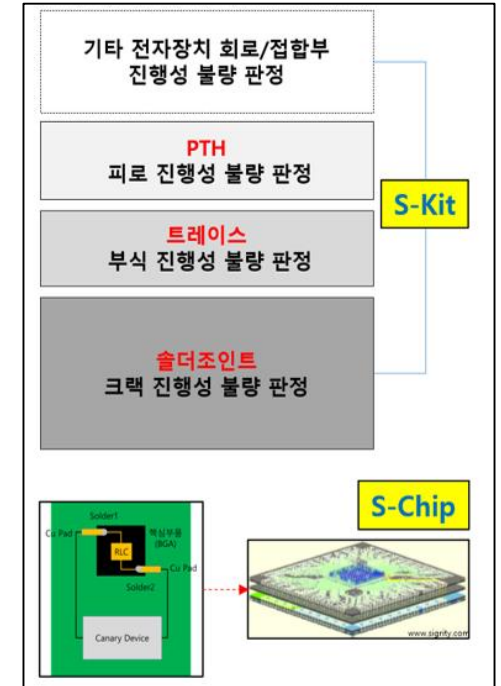 기타 전자장치 회로/접합부
진행성 불량 판정
PTH
피로 진행성 불량 판정
S-Kit
트레이스
부식 진행성 불량 판정
솔더조인트
크랙 진행성 불량 판정
S-Chip
Solder1
Cu Pad
핵심부품
(BGA)
RLC
Cu Pad
Solder2
Canary Device
www.sigrity.com